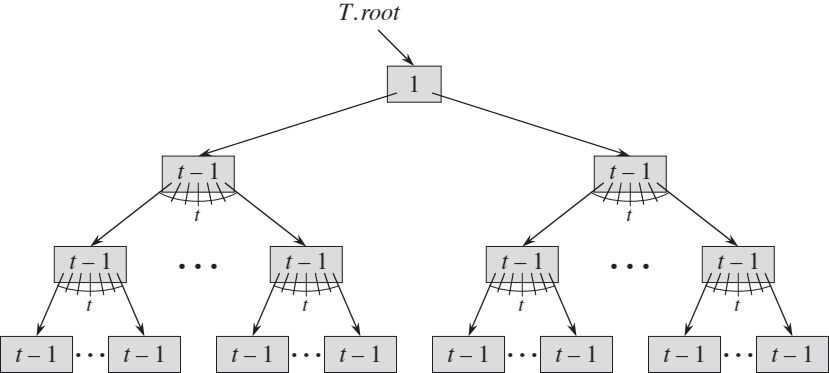 T.root
1
t – 1 t – 1
t t
t – 1 . . . t – 1 t – 1 . . . t – 1
t t t t
t – 1 . . . t – 1 t – 1 . . . t – 1 t – 1 . . . t – 1 t – 1 . . . t – 1